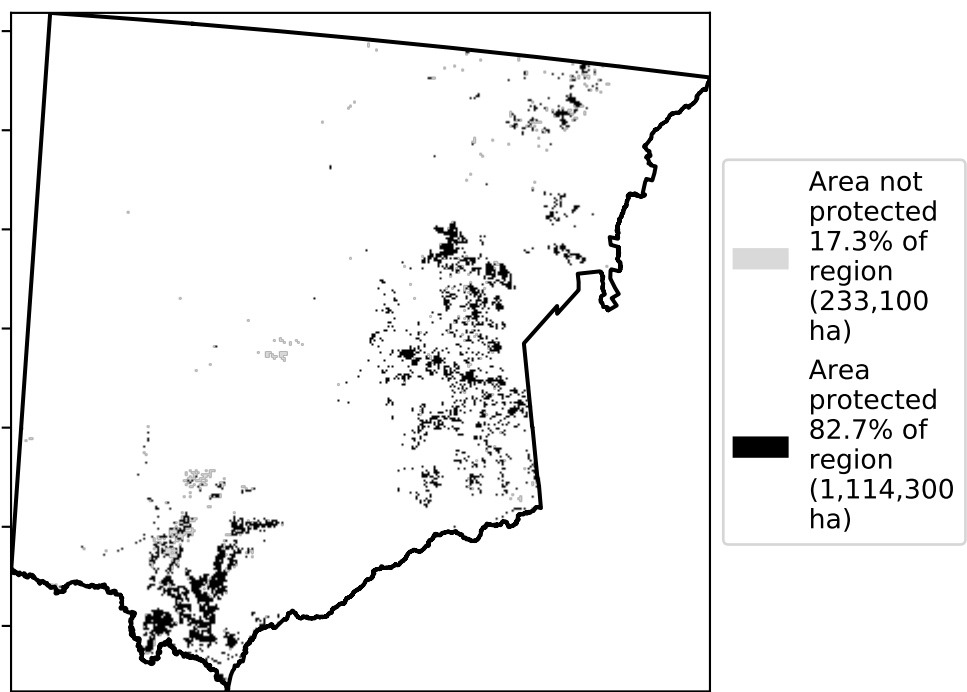 Area not
protected
17.3% of
region
(233,100
ha)
Area
protected
82.7% of
region
(1,114,300
ha)